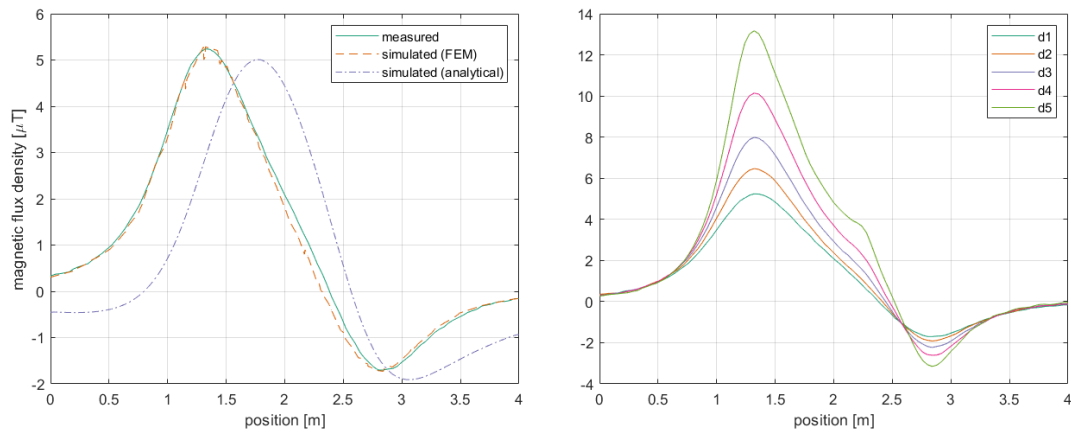 6
5
4
3
2
1
0
-1
-2
magnetic flux density [μT]
0 0.5 1 1.5 2 2.5 3 3.5 4
position [m]
measured
simulated (FEM)
simulated (analytical)
14
12
10
8
6
4
2
0
-2
-4
0 0.5 1 1.5 2 2.5 3 3.5 4
position [m]
d1
d2
d3
d4
d5